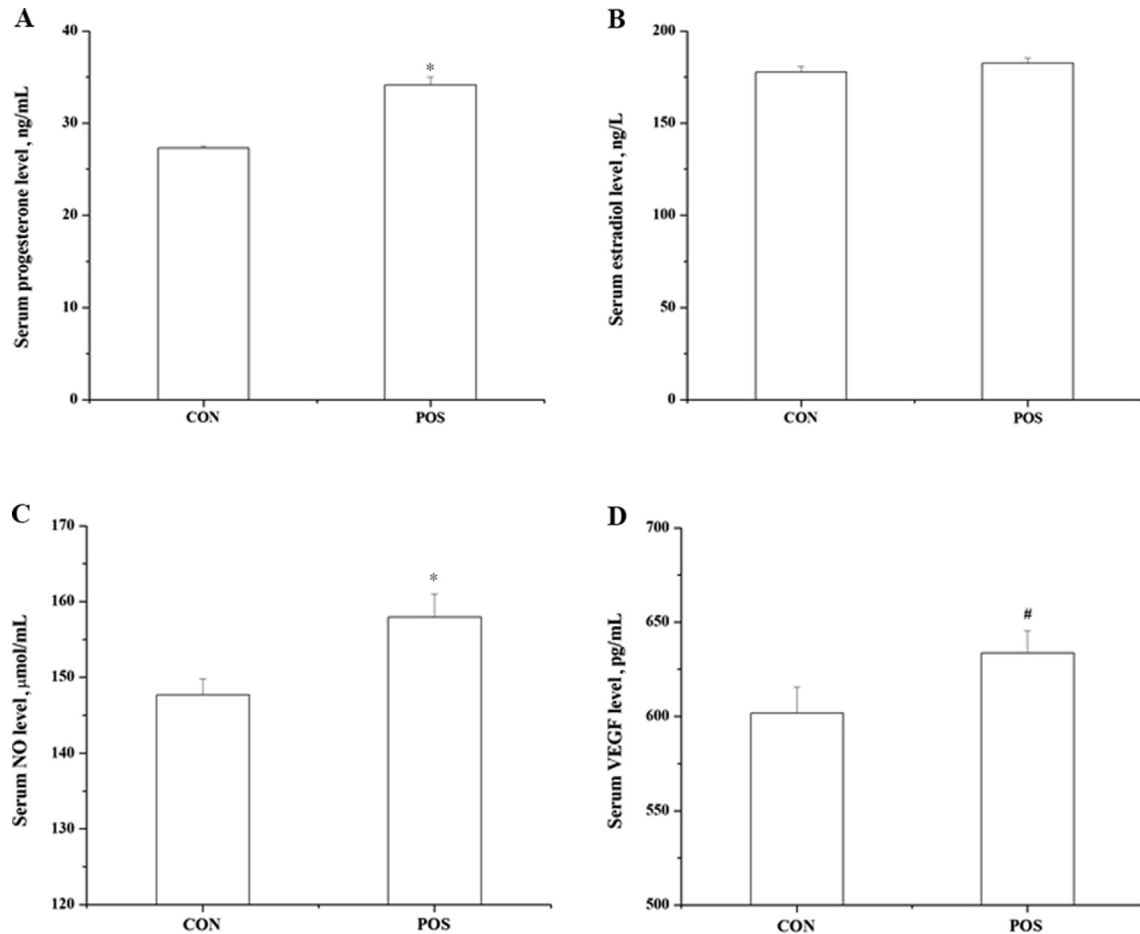 A
Serum progesterone level, ng/mL
40
30
20
10
0
*
CON
POS
B
Serum estradiol level, ng/L
200
150
100
50
0
CON
POS
C
Serum NO level, μmol/mL
170
160
150
140
130
120
*
CON
POS
D
Serum VEGF level, pg/mL
700
650
600
550
500
#
CON
POS